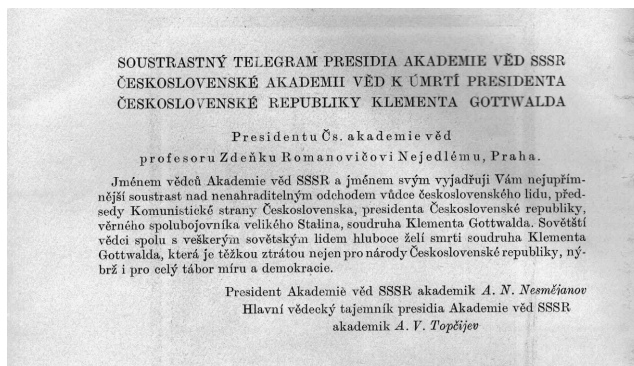 SOUSTRASTNÝ TELEGRAM PRESIDIA AKADEMIE VĚD SSSR
ČESKOSLOVENSKÉ AKADEMII VĚD K ÚMRTÍ PRESIDENTA
ČESKOSLOVENSKÉ REPUBLIKY KLEMENTA GOTTWALDA
Presidentu Čs. akademie věd
profesoru Zdeňku Romanovičovi Nejedlému, Praha.
Jménem vědců Akademie věd SSSR a jménem svým vyjadřuji Vám nejupřím-
nější soustrast nad nenahraditelným odchodem vůdce československého lidu, před-
sedy Komunistické strany Československa, presidenta Československé republiky,
věrného spolubojovníka velikého Stalina, soudruha Klementa Gottwalda. Sovětští
vědci spolu s veškerým sovětským lidem hluboce želí smrti soudruha Klementa
Gottwalda, která je těžkou ztrátou nejen pro národy Československé republiky, ný-
brž i pro celý tábor míru a demokracie.
President Akademie věd SSSR akademik A. N. Nesmějanov
Hlavní vědecký tajemník presidia Akademie věd SSSR
akademik A. V. Topčijev